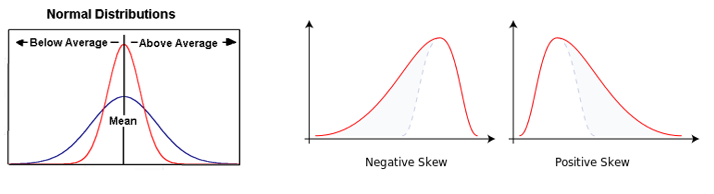 Normal Distributions
Below Average Above Average
Mean
Negative Skew
Positive Skew